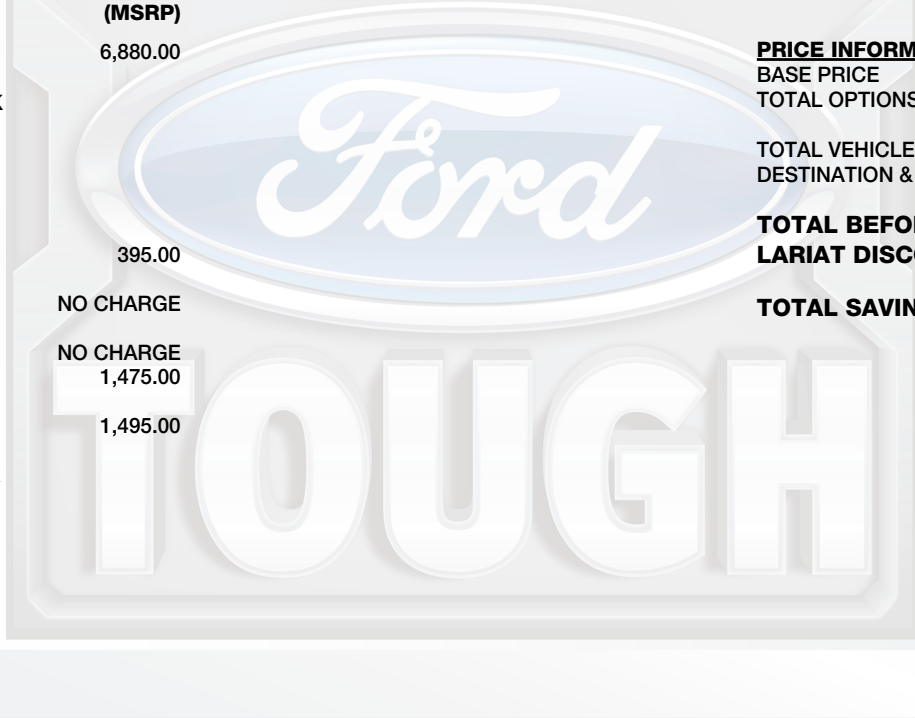 (MSRP)
6,880.00
395.00
NO CHARGE
NO CHARGE
1,475.00
1,495.00
PRICE INFORM
BASE PRICE
TOTAL OPTIONS
TOTAL VEHICLE
DESTINATION &
TOTAL BEFO
LARIAT DISC
TOTAL SAVIN
Ford
TOUGH